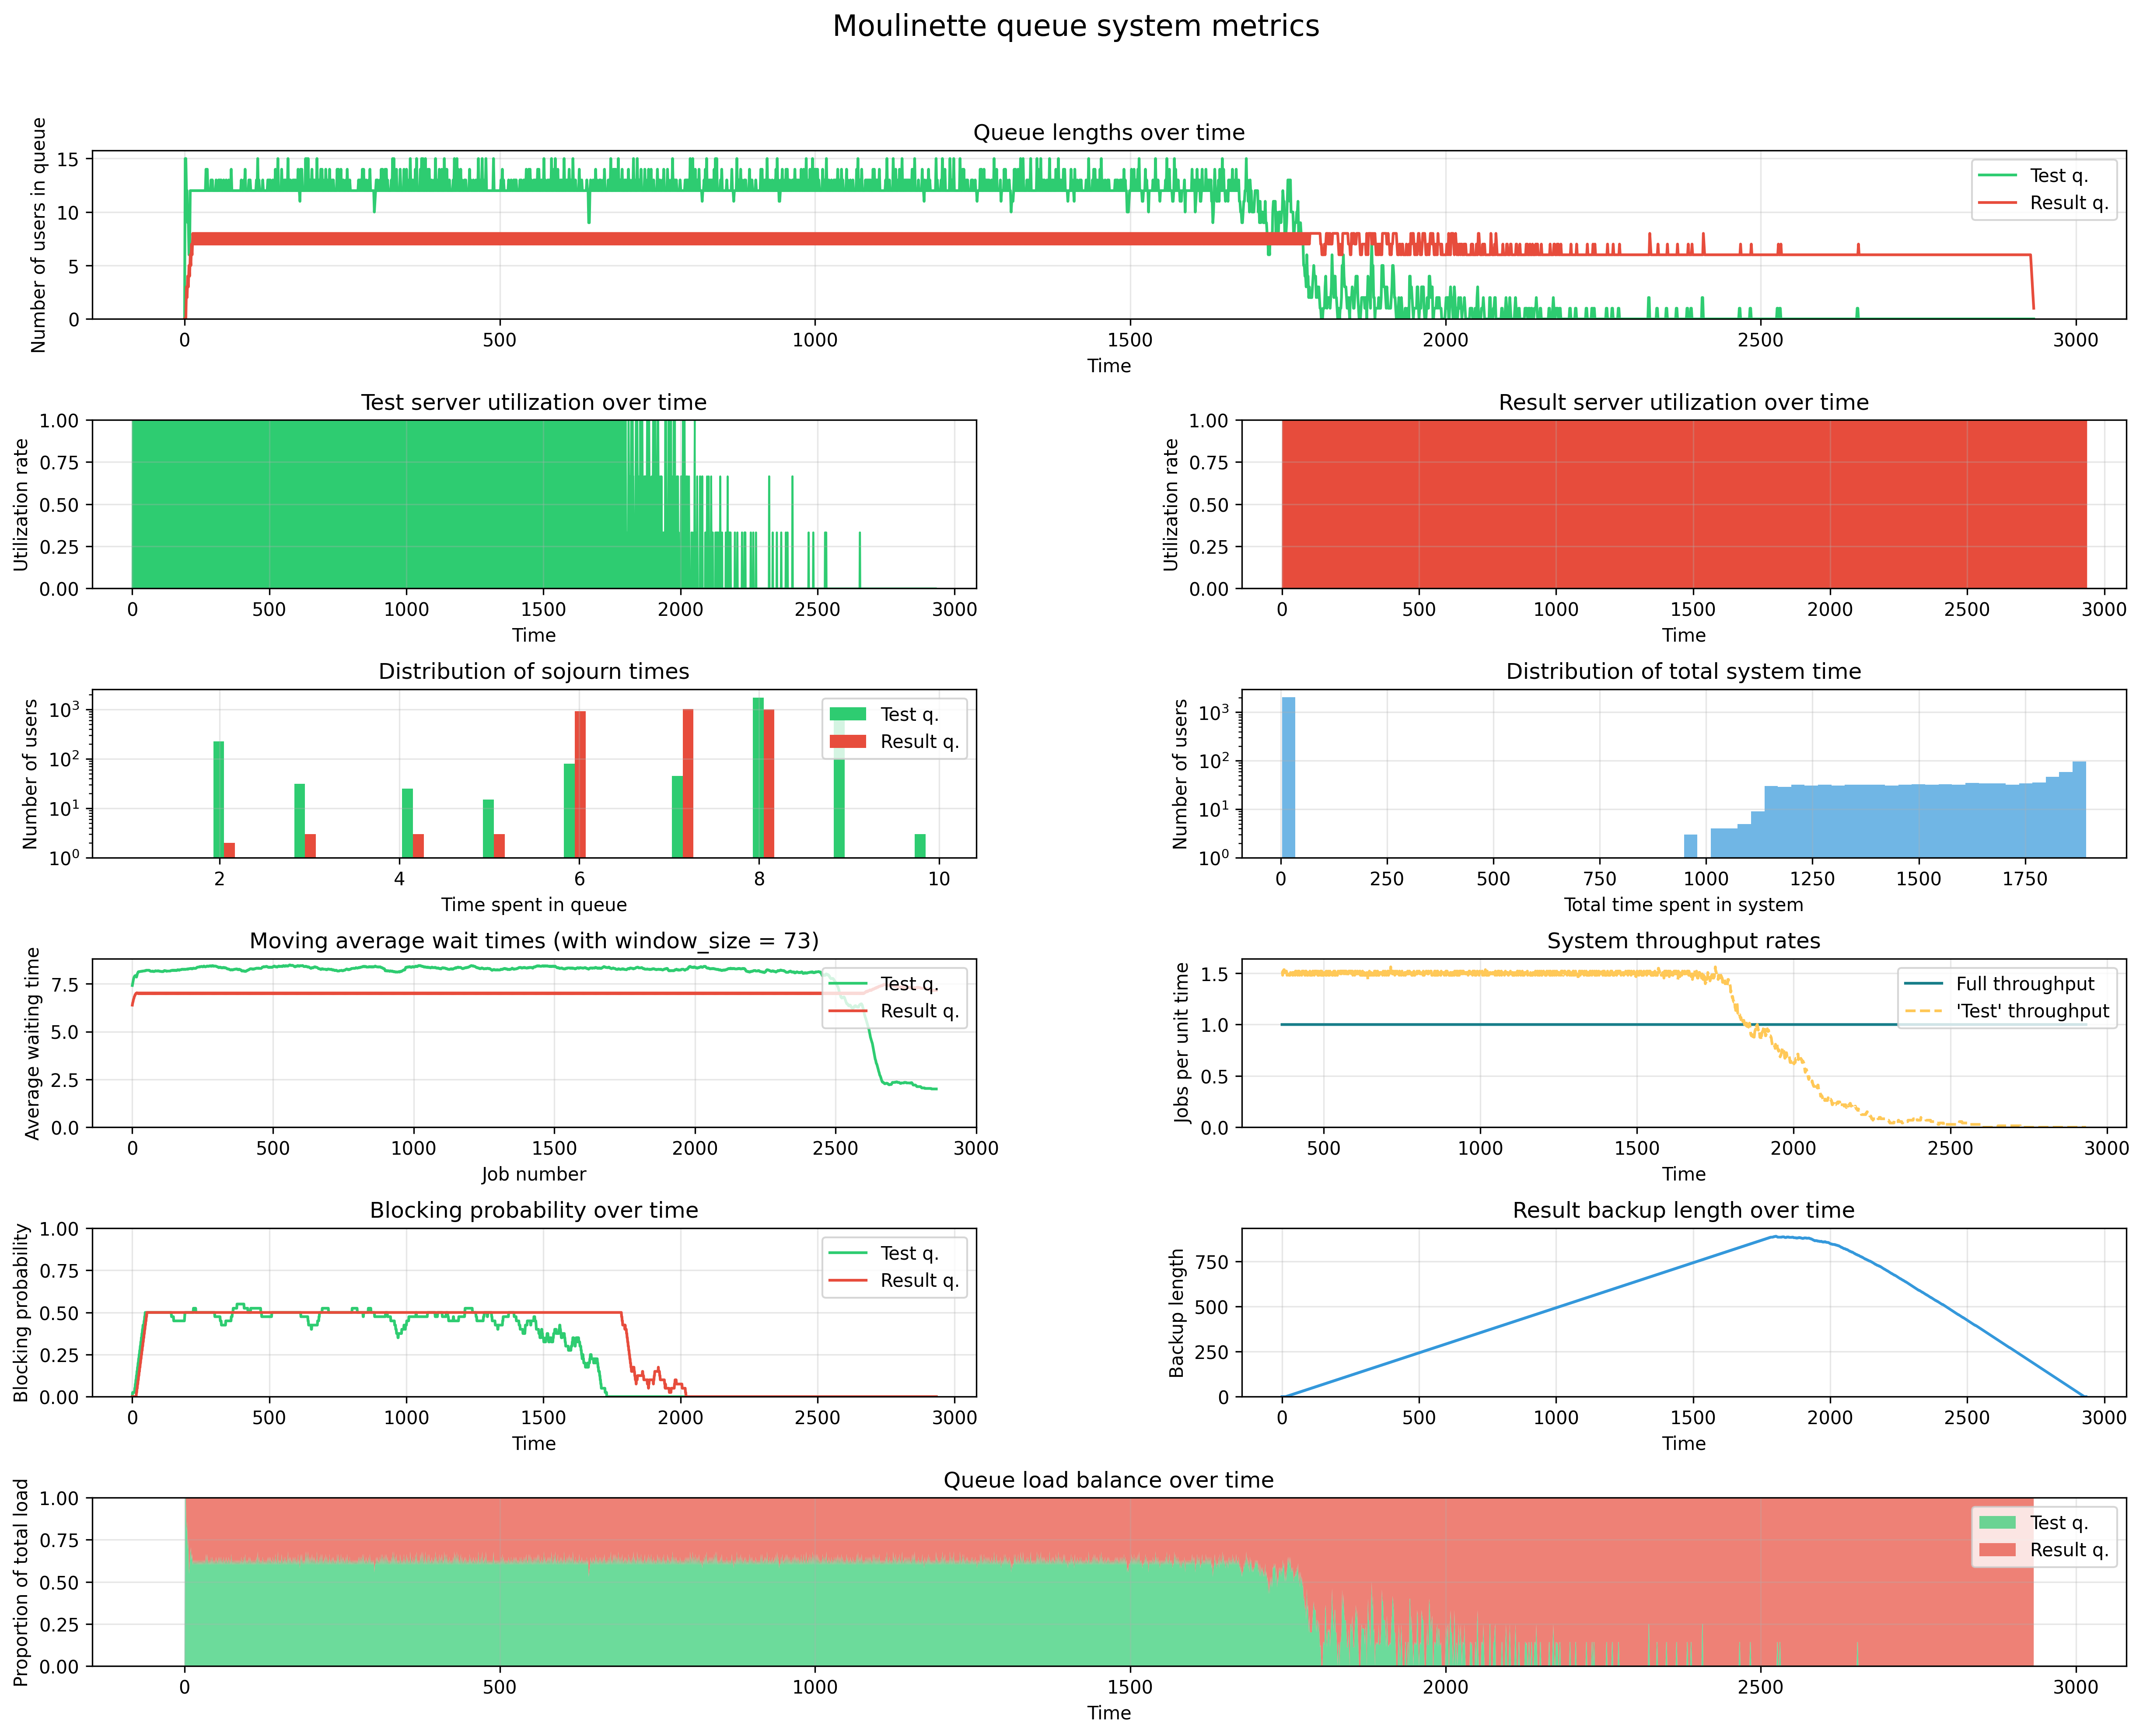 Moulinette queue system metrics
Queue lengths over time
Number of users in queue
15
10
5
0
Test q.
Result q.
0 500 1000 1500 2000 2500 3000
Time
Test server utilization over time
Utilization rate
1.00
0.75
0.50
0.25
0.00
0 500 1000 1500 2000 2500 3000
Time
Result server utilization over time
Utilization rate
1.00
0.75
0.50
0.25
0.00
0 500 1000 1500 2000 2500 3000
Time
Distribution of sojourn times
Number of users
10³
10²
10¹
10⁰
Test q.
Result q.
2 4 6 8 10
Time spent in queue
Distribution of total system time
Number of users
10³
10²
10¹
10⁰
0 250 500 750 1000 1250 1500 1750
Total time spent in system
Moving average wait times (with window_size = 73)
Average waiting time
7.5
5.0
2.5
0.0
Test q.
Result q.
0 500 1000 1500 2000 2500 3000
Job number
System throughput rates
Jobs per unit time
1.5
1.0
0.5
0.0
Full throughput
'Test' throughput
500 1000 1500 2000 2500 3000
Time
Blocking probability over time
Blocking probability
1.00
0.75
0.50
0.25
0.00
Test q.
Result q.
0 500 1000 1500 2000 2500 3000
Time
Result backup length over time
Backup length
750
500
250
0
0 500 1000 1500 2000 2500 3000
Time
Queue load balance over time
Proportion of total load
1.00
0.75
0.50
0.25
0.00
Test q.
Result q.
0 500 1000 1500 2000 2500 3000
Time